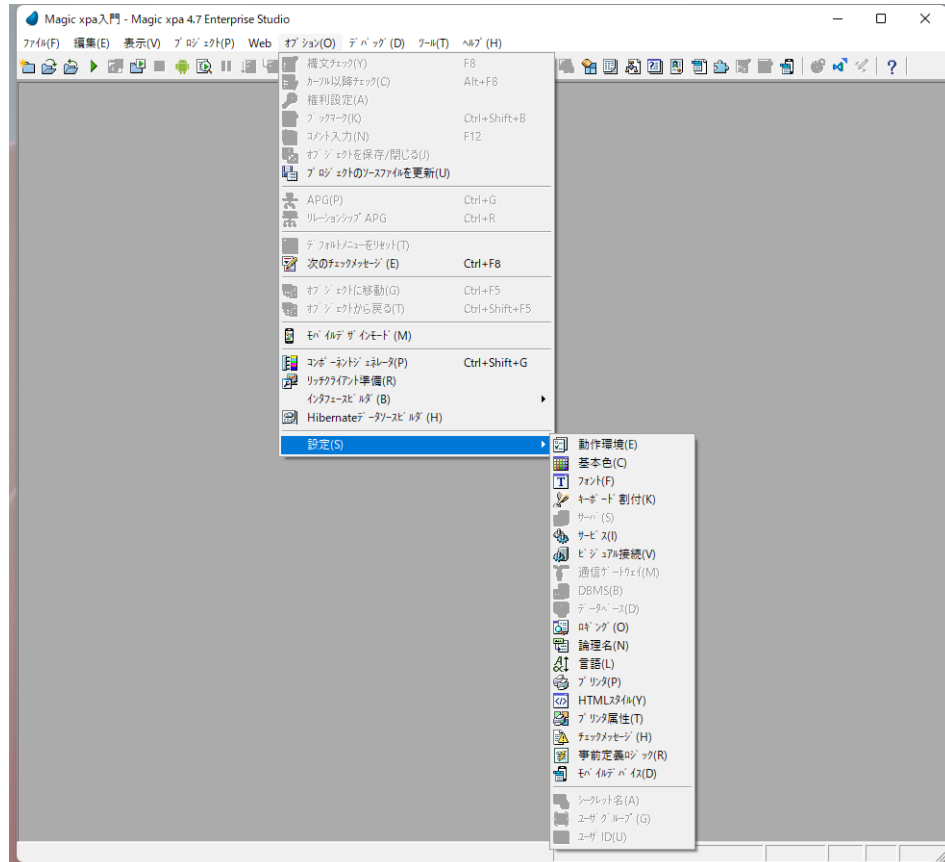 Magic xpa入門 - Magic xpa 4.7 Enterprise Studio
ﾌｧｲﾙ(F) 編集(E) 表示(V) ﾌﾟﾛｼﾞｪｸﾄ(P) Web ｵﾌﾟｼｮﾝ(O) ﾃﾞﾊﾞｯｸﾞ(D) ﾂｰﾙ(T) ﾍﾙﾌﾟ(H)
構文ﾁｪｯｸ(Y) F8
ｶｰｿﾙ以降ﾁｪｯｸ(C) Alt+F8
権利設定(A)
ﾌﾞｯｸﾏｰｸ(K) Ctrl+Shift+B
ｺﾒﾝﾄ入力(N) F12
ｵﾌﾞｼﾞｪｸﾄを保存/閉じる(J)
ﾌﾟﾛｼﾞｪｸﾄのｿｰｽﾌｧｲﾙを更新(U)
APG(P) Ctrl+G
ﾘﾚｰｼｮﾝｼｯﾌﾟAPG Ctrl+R
ﾃﾞﾌｫﾙﾄﾒﾆｭｰをﾘｾｯﾄ(T)
次のﾁｪｯｸﾒｯｾｰｼﾞ(E) Ctrl+F8
ｵﾌﾞｼﾞｪｸﾄに移動(G) Ctrl+F5
ｵﾌﾞｼﾞｪｸﾄから戻る(T) Ctrl+Shift+F5
ﾓﾊﾞｲﾙﾃﾞｻﾞｲﾝﾓｰﾄﾞ(M)
ｺﾝﾎﾟｰﾈﾝﾄｼﾞｪﾈﾚｰﾀ(P) Ctrl+Shift+G
ﾘｯﾁｸﾗｲｱﾝﾄ準備(R)
ｲﾝﾀﾌｪｰｽﾋﾞﾙﾀﾞ(B)
Hibernateﾃﾞｰﾀｿｰｽﾋﾞﾙﾀﾞ(H)
設定(S)
動作環境(E)
基本色(C)
ﾌｫﾝﾄ(F)
ｷｰﾎﾞｰﾄﾞ割付(K)
ｻｰﾊﾞ(S)
ｻｰﾋﾞｽ(I)
ﾋﾞｼﾞｭｱﾙ接続(V)
通信ｹﾞｰﾄｳｪｲ(M)
DBMS(B)
ﾃﾞｰﾀﾍﾞｰｽ(D)
ﾛｷﾞﾝｸﾞ(O)
論理名(N)
言語(L)
ﾌﾟﾘﾝﾀ(P)
HTMLｽﾀｲﾙ(Y)
ﾌﾟﾘﾝﾀ属性(T)
ﾁｪｯｸﾒｯｾｰｼﾞ(H)
事前定義ﾛｼﾞｯｸ(R)
ﾓﾊﾞｲﾙﾃﾞﾊﾞｲｽ(D)
ｼｰｸﾚｯﾄ名(A)
ﾕｰｻﾞｸﾞﾙｰﾌﾟ(G)
ﾕｰｻﾞID(U)